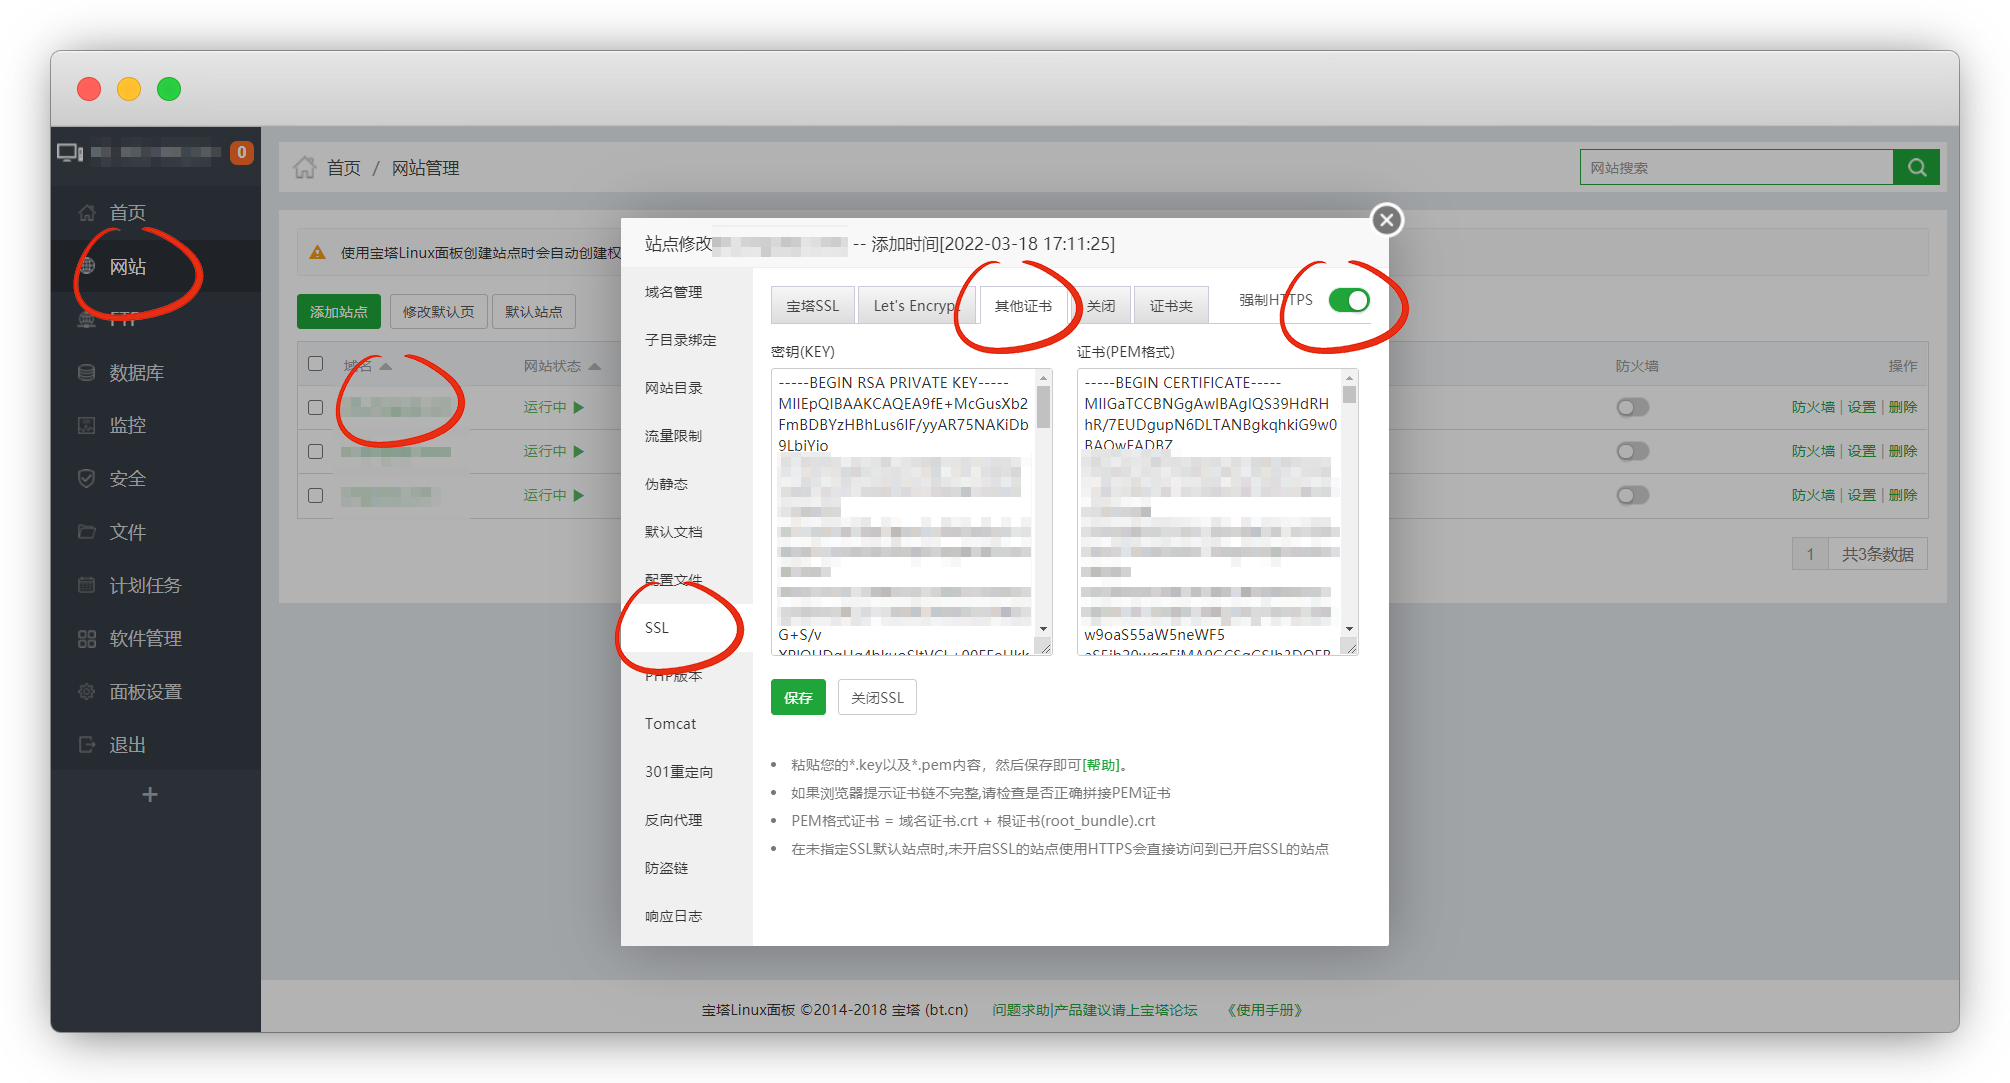 0
首页
网站
FTP
数据库
监控
安全
文件
计划任务
软件管理
面板设置
退出
+
首页 / 网站管理
网站搜索
使用宝塔Linux面板创建站点时会自动创建权
添加站点
修改默认页
默认站点
域名
网站状态
防火墙
操作
运行中
防火墙 | 设置 | 删除
运行中
防火墙 | 设置 | 删除
运行中
防火墙 | 设置 | 删除
1
共3条数据
站点修改
-- 添加时间[2022-03-18 17:11:25]
域名管理
子目录绑定
网站目录
流量限制
伪静态
默认文档
配置文件
SSL
PHP版本
Tomcat
301重定向
反向代理
防盗链
响应日志
宝塔SSL
Let's Encrypt
其他证书
关闭
证书夹
强制HTTPS
密钥(KEY)
-----BEGIN RSA PRIVATE KEY-----
MIIEpQIBAAKCAQEA9fE+McGusXb2
FmBDBYzHBhLus6IF/yyAR75NAKiDb
9LbiYio
G+S/v
证书(PEM格式)
-----BEGIN CERTIFICATE-----
MIIGaTCCBNGgAwIBAgIQS39HdRH
hR/7EUDgupN6DLTANBgkqhkiG9w0
BAQwFADBZ
w9oaS55aW5neWF5
保存
关闭SSL
粘贴您的*.key以及*.pem内容，然后保存即可[帮助]。
如果浏览器提示证书链不完整,请检查是否正确拼接PEM证书
PEM格式证书 = 域名证书.crt + 根证书(root_bundle).crt
在未指定SSL默认站点时,未开启SSL的站点使用HTTPS会直接访问到已开启SSL的站点
宝塔Linux面板 ©2014-2018 宝塔 (bt.cn)
问题求助|产品建议请上宝塔论坛
《使用手册》